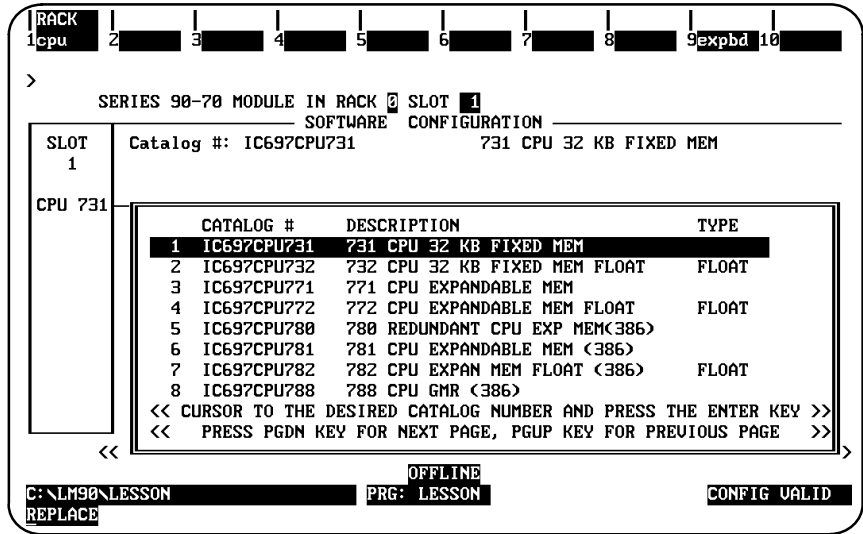 RACK
1cpu 2 3 4 5 6 7 8 9expbd 10
>
SERIES 90-70 MODULE IN RACK 0 SLOT 1
SOFTWARE CONFIGURATION
SLOT Catalog #: IC697CPU731 731 CPU 32 KB FIXED MEM
1
CPU 731
CATALOG # DESCRIPTION TYPE
1 IC697CPU731 731 CPU 32 KB FIXED MEM
2 IC697CPU732 732 CPU 32 KB FIXED MEM FLOAT FLOAT
3 IC697CPU771 771 CPU EXPANDABLE MEM
4 IC697CPU772 772 CPU EXPANDABLE MEM FLOAT FLOAT
5 IC697CPU780 780 REDUNDANT CPU EXP MEM(386)
6 IC697CPU781 781 CPU EXPANDABLE MEM (386)
7 IC697CPU782 782 CPU EXPAN MEM FLOAT (386) FLOAT
8 IC697CPU788 788 CPU GMR (386)
<< CURSOR TO THE DESIRED CATALOG NUMBER AND PRESS THE ENTER KEY >>
<< PRESS PGDN KEY FOR NEXT PAGE, PGUP KEY FOR PREVIOUS PAGE >>
<< >
OFFLINE
C:\LM90\LESSON PRG: LESSON CONFIG VALID
REPLACE